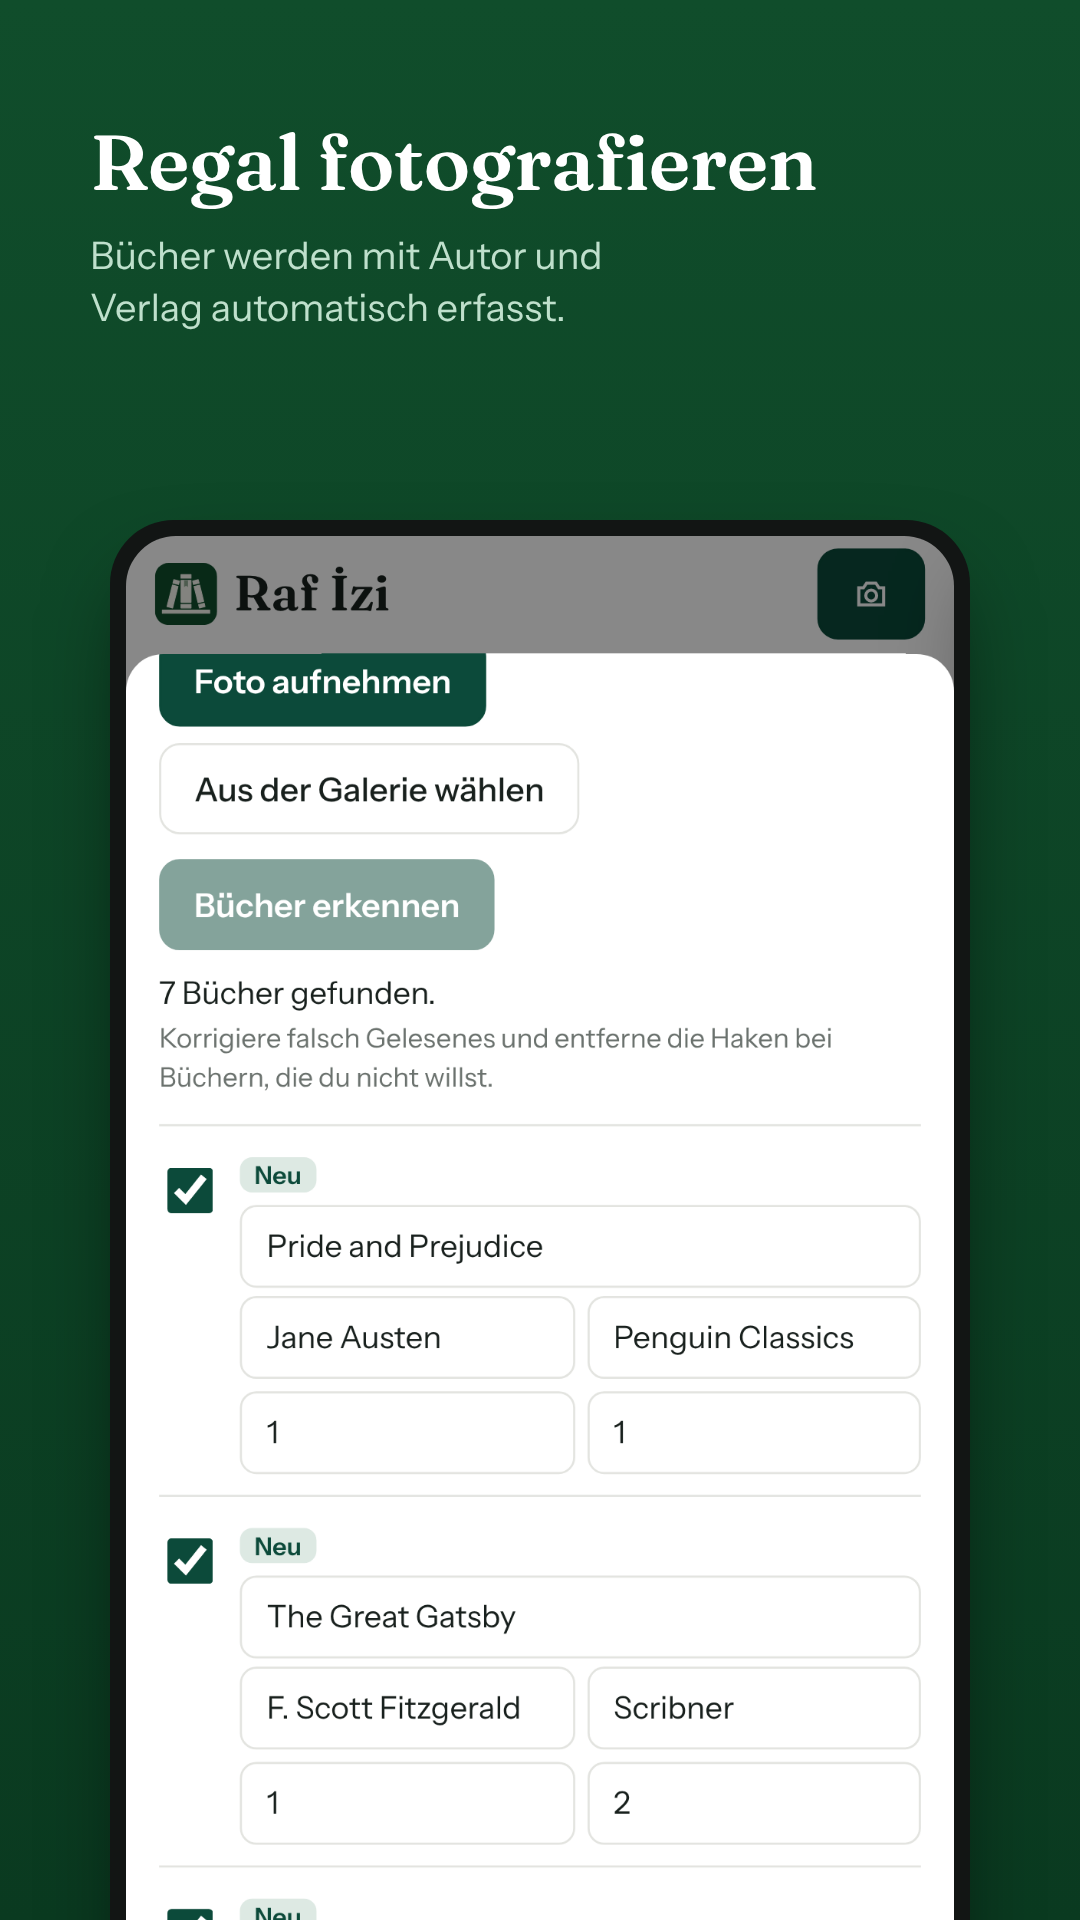 Regal fotografieren
Bücher werden mit Autor und
Verlag automatisch erfasst.
Raf İzi
Foto aufnehmen
Aus der Galerie wählen
Bücher erkennen
7 Bücher gefunden.
Korrigiere falsch Gelesenes und entferne die Haken bei
Büchern, die du nicht willst.
Neu
Pride and Prejudice
Jane Austen Penguin Classics
1 1
Neu
The Great Gatsby
F. Scott Fitzgerald Scribner
1 2
Neu